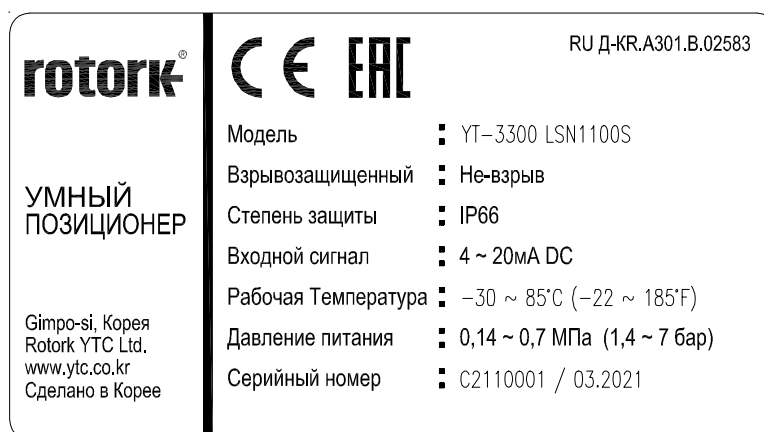 rotork®
УМНЫЙ
ПОЗИЦИОНЕР
Gimpo-si, Корея
Rotork YTC Ltd.
www.ytc.co.kr
Сделано в Корее
CE EAC RU Д-KR.A301.B.02583
Модель : YT-3300 LSN1100S
Взрывозащищенный : Не-взрыв
Степень защиты : IP66
Входной сигнал : 4 ~ 20мА DC
Рабочая Температура : -30 ~ 85°C (-22 ~ 185°F)
Давление питания : 0,14 ~ 0,7 МПа (1,4 ~ 7 бар)
Серийный номер : C2110001 / 03.2021